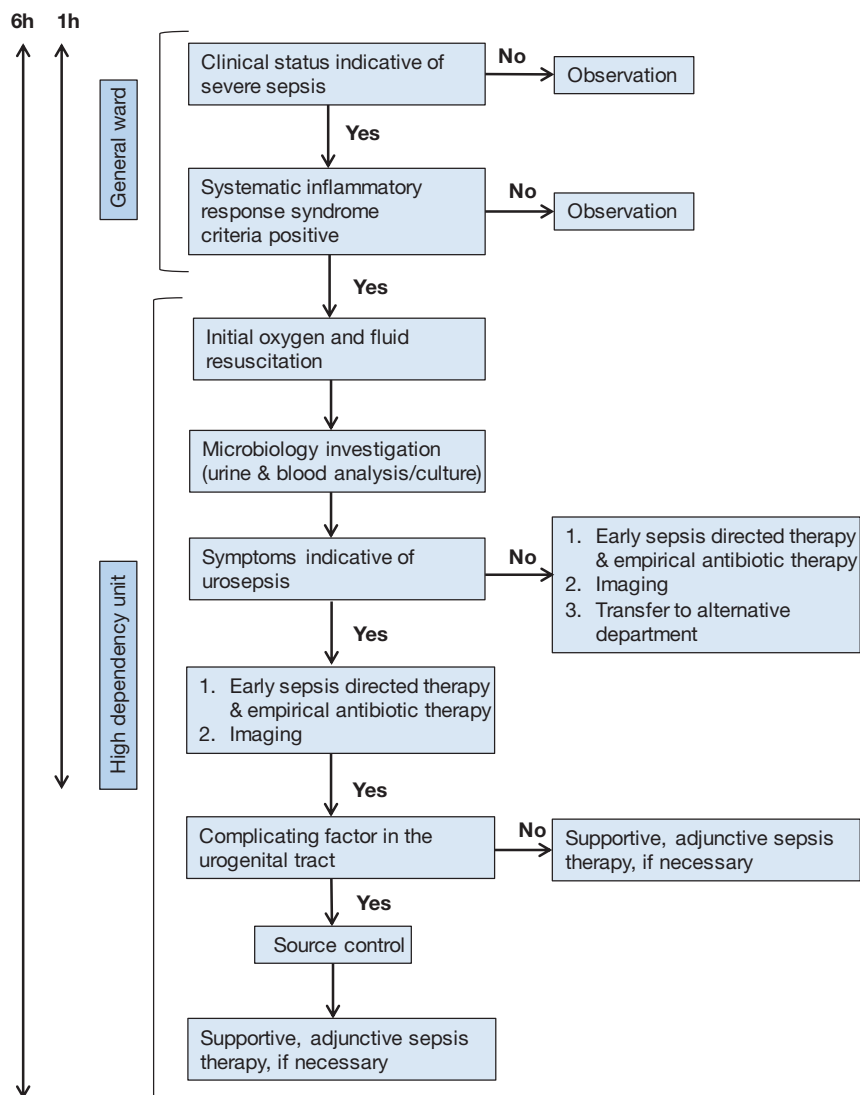 6h 1h
General ward
Clinical status indicative of
severe sepsis
No
Observation
Yes
Systematic inflammatory
response syndrome
criteria positive
No
Observation
Yes
High dependency unit
Initial oxygen and fluid
resuscitation
Microbiology investigation
(urine & blood analysis/culture)
Symptoms indicative of
urosepsis
No
1. Early sepsis directed therapy
& empirical antibiotic therapy
2. Imaging
3. Transfer to alternative
department
Yes
1. Early sepsis directed therapy
& empirical antibiotic therapy
2. Imaging
Yes
Complicating factor in the
urogenital tract
No
Supportive, adjunctive sepsis
therapy, if necessary
Yes
Source control
Supportive, adjunctive sepsis
therapy, if necessary